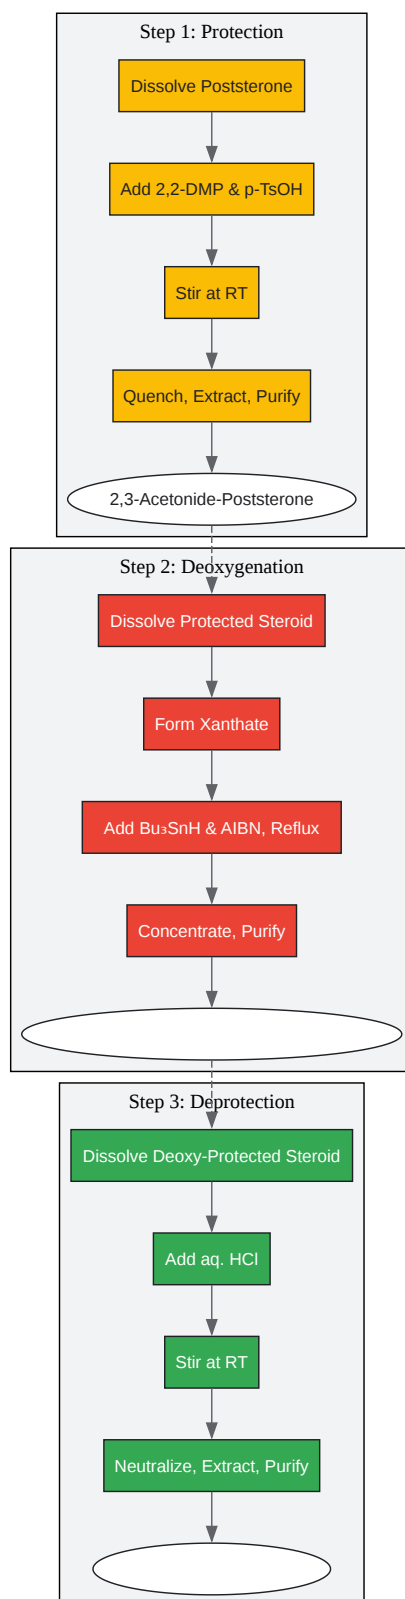 Step 1: Protection
Dissolve Poststerone
Add 2,2-DMP & p-TsOH
Stir at RT
Quench, Extract, Purify
2,3-Acetonide-Poststerone
Step 2: Deoxygenation
Dissolve Protected Steroid
Form Xanthate
Add Bu₃SnH & AIBN, Reflux
Concentrate, Purify
Step 3: Deprotection
Dissolve Deoxy-Protected Steroid
Add aq. HCl
Stir at RT
Neutralize, Extract, Purify